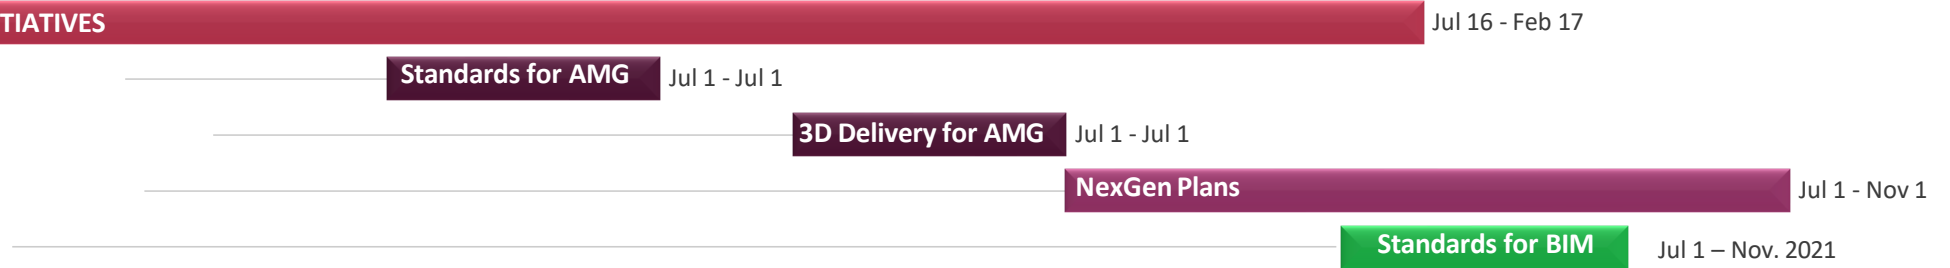 TIATIVES Jul 16 - Feb 17
Standards for AMG Jul 1 - Jul 1
3D Delivery for AMG Jul 1 - Jul 1
NexGen Plans Jul 1 - Nov 1
Standards for BIM Jul 1 – Nov. 2021